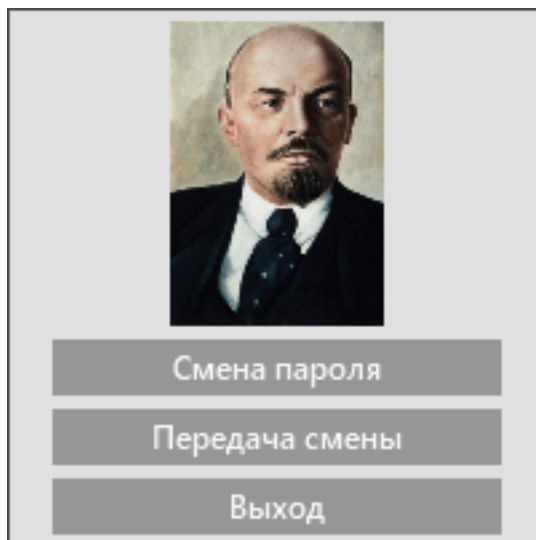 Смена пароля
Передача смены
Выход